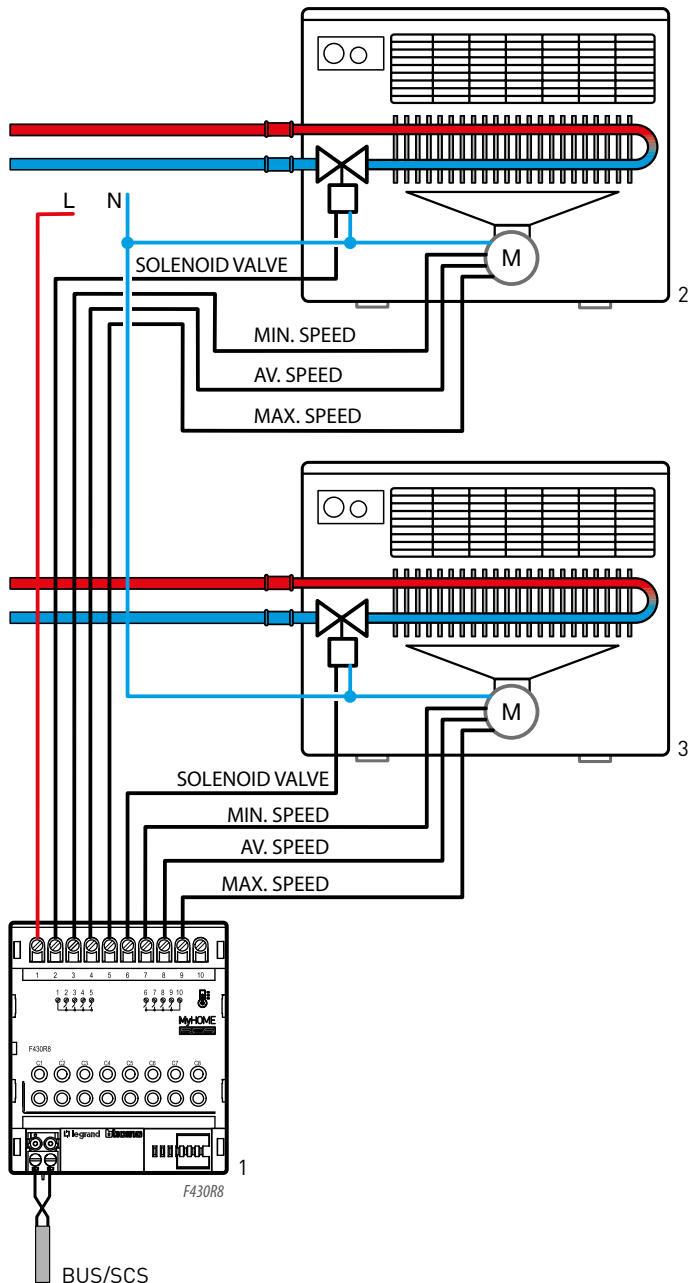 L N
SOLENOID VALVE
M
2
MIN. SPEED
AV. SPEED
MAX. SPEED
M
3
SOLENOID VALVE
MIN. SPEED
AV. SPEED
MAX. SPEED
1 2 3 4 5 6 7 8 9 10
1 2 3 4 5 6 7 8 9 10
MyHOME
F430R8
C1 C2 C3 C4 C5 C6 C7 C8
legrand bticino
1
F430R8
BUS/SCS